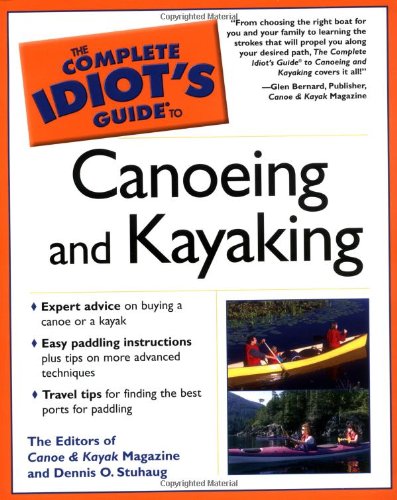 Copyrighted Material
THE
COMPLETE
IDIOT'S
GUIDE® TO
"From choosing the right boat for
you and your family to learning the
strokes that will propel you along
your desired path, The Complete
Idiot's Guide® to Canoeing and
Kayaking covers it all!"
—Glen Bernard, Publisher,
Canoe & Kayak Magazine
Canoeing
and Kayaking
♦ Expert advice on buying a
canoe or a kayak
♦ Easy paddling instructions
plus tips on more advanced
techniques
♦ Travel tips for finding the best
ports for paddling
The Editors of
Canoe & Kayak Magazine
and Dennis O. Stuhaug
Copyrighted Material